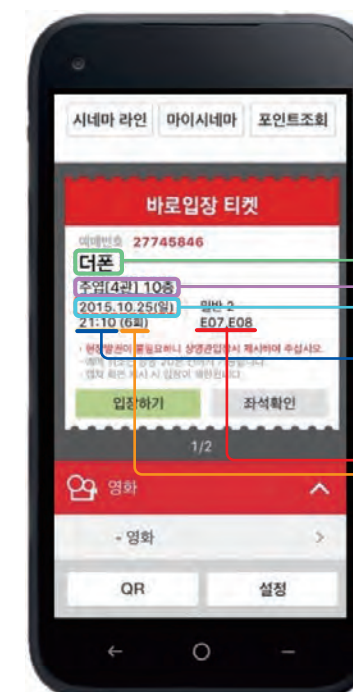 시네마 라인 마이시네마 포인트조회
바로입장 티켓
예매번호 27745846
더폰
주엽[4관] 10층
2015.10.25(일) 일반 2
21:10 (6회) E07,E08
입장하기 좌석확인
1/2
영화
- 영화
QR 설정